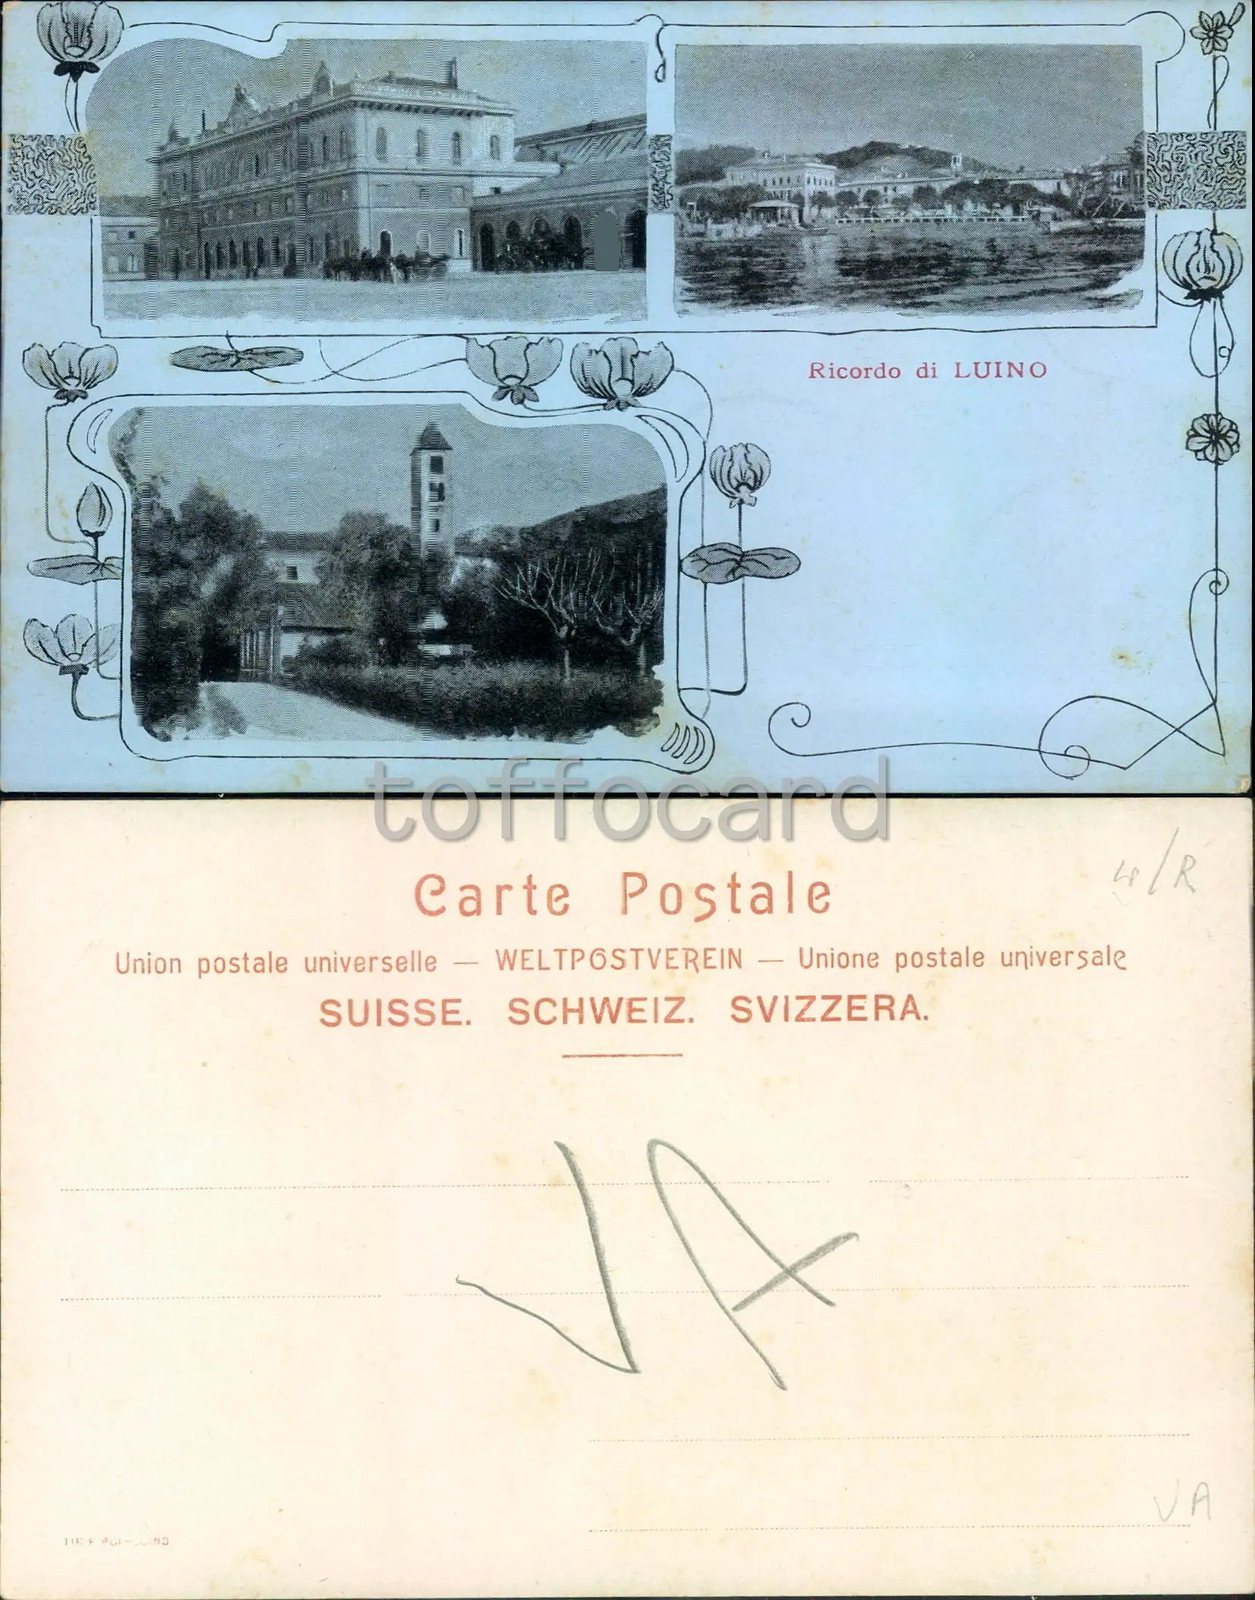 Ricordo di LUINO
toffocard
Carte Postale
Union postale universelle — WELTPOSTVEREIN — Unione postale universale
SUISSE. SCHWEIZ. SVIZZERA.
VA
VA